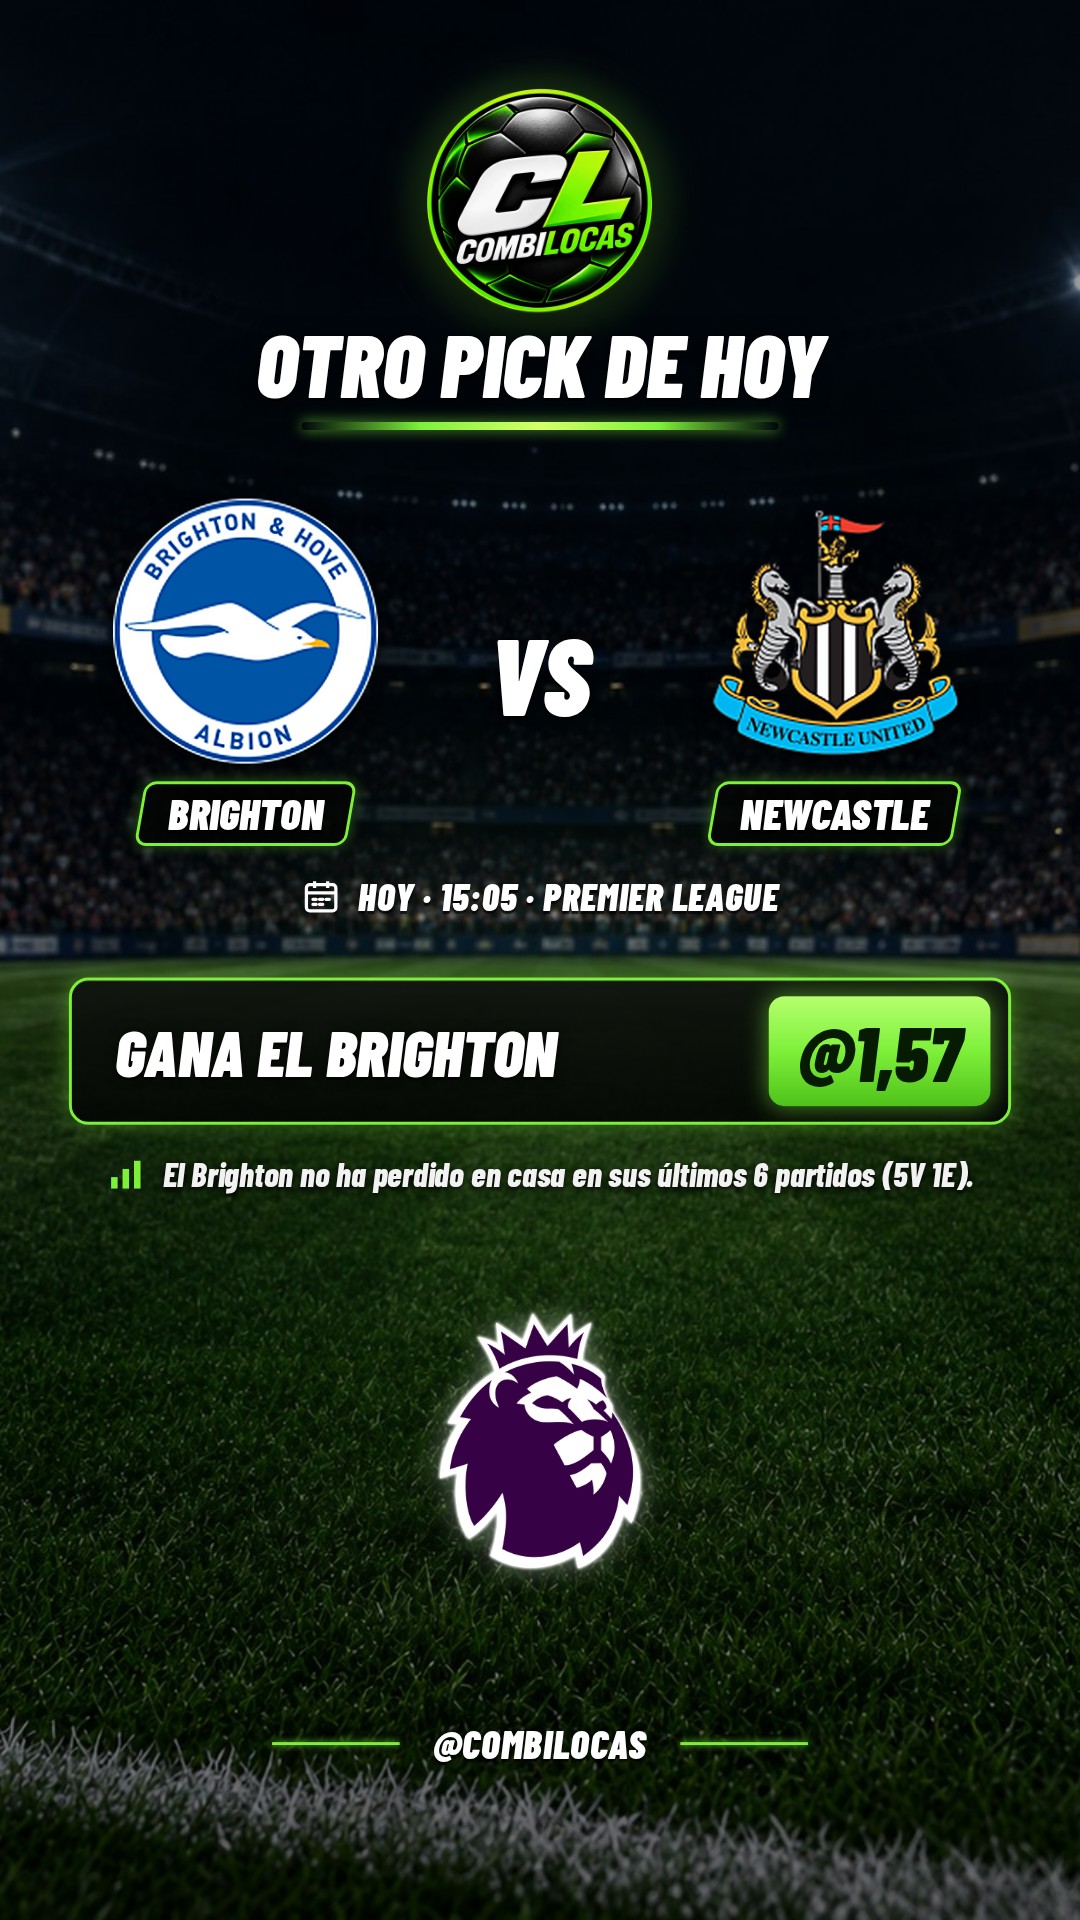 CL
COMBILOCAS
OTRO PICK DE HOY
BRIGHTON & HOVE
ALBION
VS
NEWCASTLE UNITED
BRIGHTON
NEWCASTLE
HOY · 15:05 · PREMIER LEAGUE
GANA EL BRIGHTON
@1,57
El Brighton no ha perdido en casa en sus últimos 6 partidos (5V 1E).
@COMBILOCAS